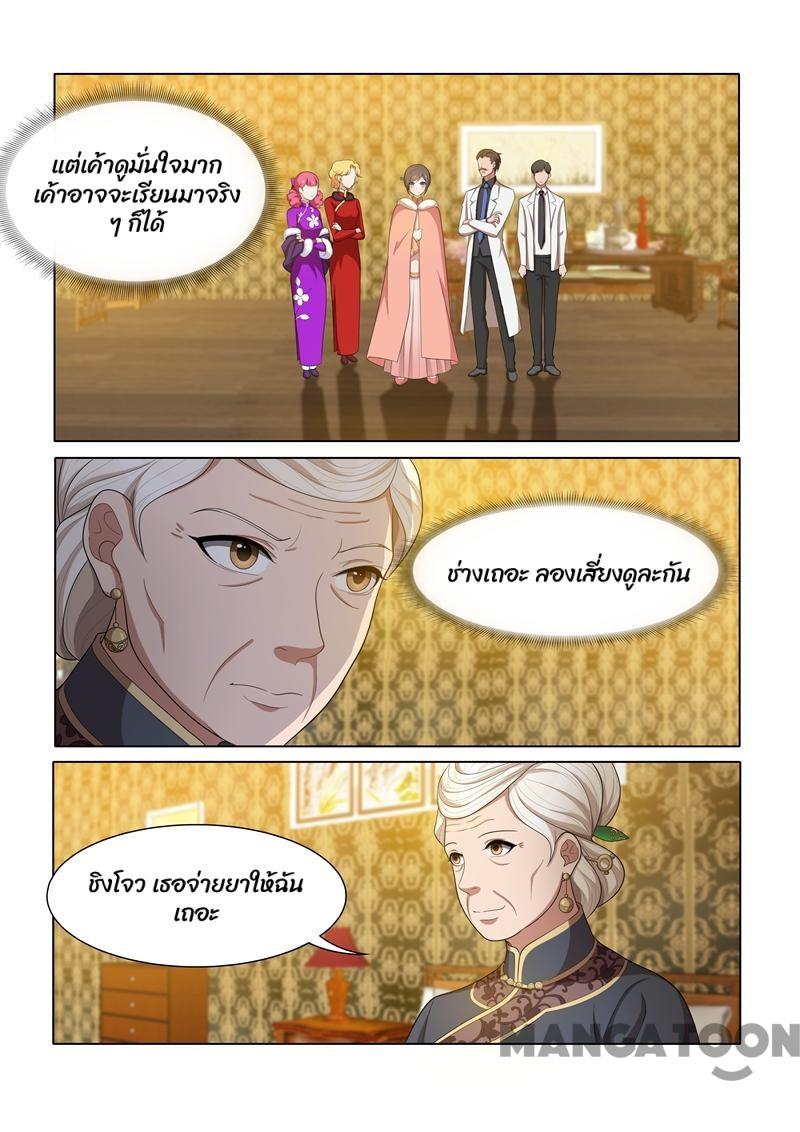 แต่เค้าดูมั่นใจมาก
เค้าอาจจะเรียนมาจริง
ๆ ก็ได้
ช่างเถอะ ลองเสี่ยงดูละกัน
ชิงโจว เธอจ่ายยาให้ฉัน
เถอะ
MANGATOON